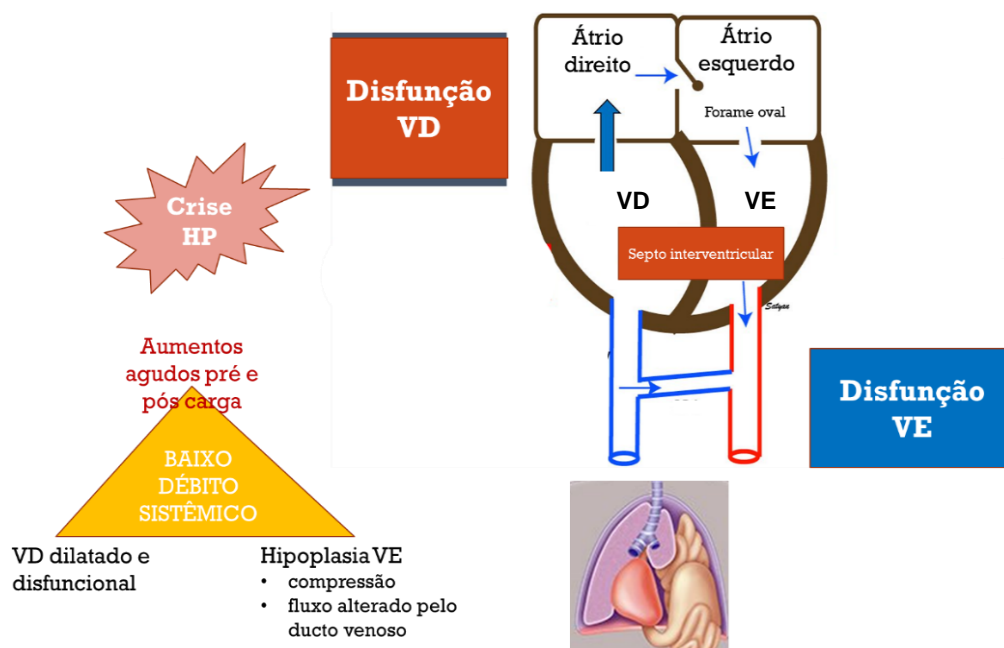 Disfunção
VD
Átrio
direito
Átrio
esquerdo
Forame oval
VD
VE
Septo interventricular
Satyan
Crise
HP
Aumentos
agudos pré e
pós carga
BAIXO
DÉBITO
SISTÊMICO
VD dilatado e
disfuncional
Hipoplasia VE
• compressão
• fluxo alterado pelo
ducto venoso
Disfunção
VE